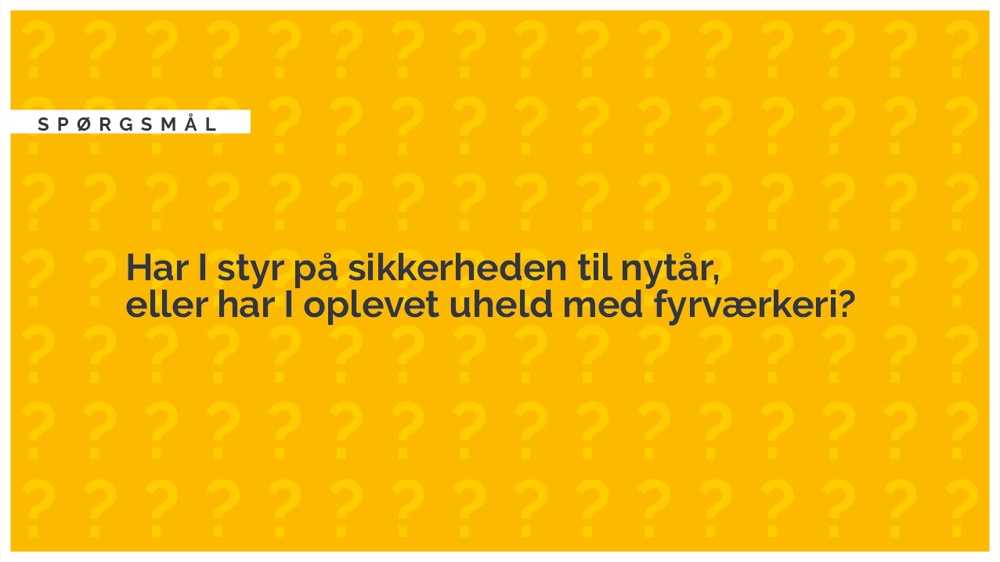 SPØRGSMÅL
Har I styr på sikkerheden til nytår,
eller har I oplevet uheld med fyrværkeri?